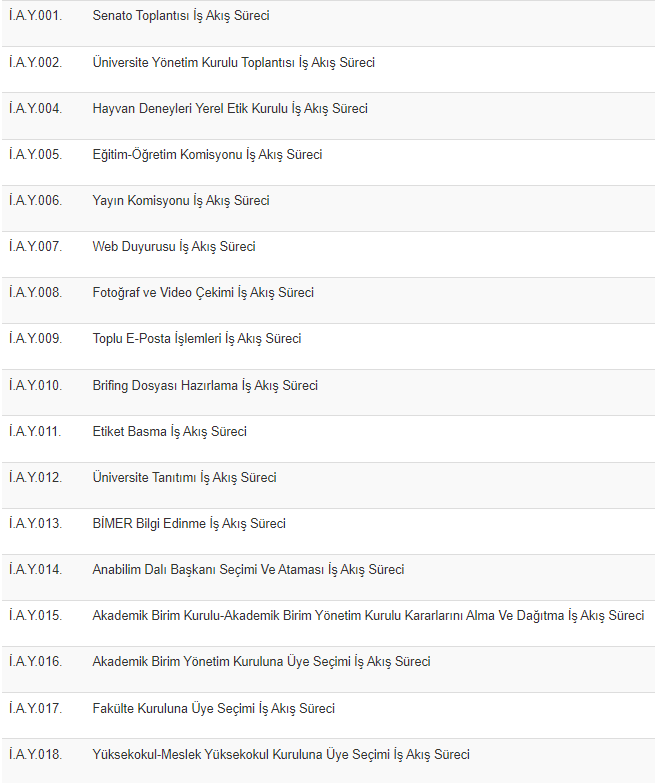 İ.A.Y.001. Senato Toplantısı İş Akış Süreci
İ.A.Y.002. Üniversite Yönetim Kurulu Toplantısı İş Akış Süreci
İ.A.Y.004. Hayvan Deneyleri Yerel Etik Kurulu İş Akış Süreci
İ.A.Y.005. Eğitim-Öğretim Komisyonu İş Akış Süreci
İ.A.Y.006. Yayın Komisyonu İş Akış Süreci
İ.A.Y.007. Web Duyurusu İş Akış Süreci
İ.A.Y.008. Fotoğraf ve Video Çekimi İş Akış Süreci
İ.A.Y.009. Toplu E-Posta İşlemleri İş Akış Süreci
İ.A.Y.010. Brifing Dosyası Hazırlama İş Akış Süreci
İ.A.Y.011. Etiket Basma İş Akış Süreci
İ.A.Y.012. Üniversite Tanıtımı İş Akış Süreci
İ.A.Y.013. BİMER Bilgi Edinme İş Akış Süreci
İ.A.Y.014. Anabilim Dalı Başkanı Seçimi Ve Ataması İş Akış Süreci
İ.A.Y.015. Akademik Birim Kurulu-Akademik Birim Yönetim Kurulu Kararlarını Alma Ve Dağıtma İş Akış Süreci
İ.A.Y.016. Akademik Birim Yönetim Kuruluna Üye Seçimi İş Akış Süreci
İ.A.Y.017. Fakülte Kuruluna Üye Seçimi İş Akış Süreci
İ.A.Y.018. Yüksekokul-Meslek Yüksekokul Kuruluna Üye Seçimi İş Akış Süreci